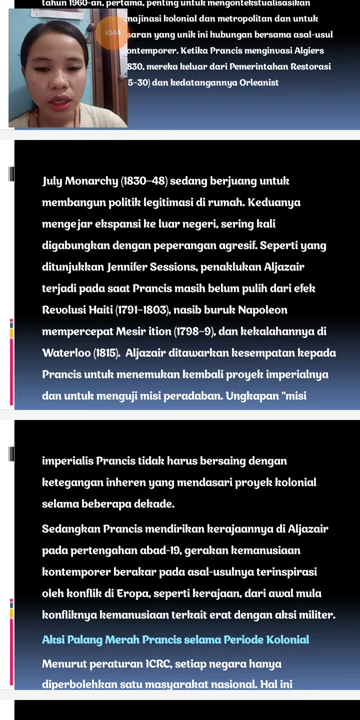 tahun 1960-an, pertama, penting untuk mengontekstualisasikan
majinasi kolonial dan metropolitan dan untuk
saran yang unik ini hubungan bersama asal-usul
ontemporer. Ketika Prancis menginvasi Algiers
830, mereka keluar dari Pemerintahan Restorasi
5–30) dan kedatangannya Orleanist
July Monarchy (1830–48) sedang berjuang untuk
membangun politik legitimasi di rumah. Keduanya
mengejar ekspansi ke luar negeri, sering kali
digabungkan dengan peperangan agresif. Seperti yang
ditunjukkan Jennifer Sessions, penaklukan Aljazair
terjadi pada saat Prancis masih belum pulih dari efek
Revolusi Haiti (1791–1803), nasib buruk Napoleon
mempercepat Mesir ition (1798–9), dan kekalahannya di
Waterloo (1815). Aljazair ditawarkan kesempatan kepada
Prancis untuk menemukan kembali proyek imperialnya
dan untuk menguji misi peradaban. Ungkapan "misi
imperialis Prancis tidak harus bersaing dengan
ketegangan inheren yang mendasari proyek kolonial
selama beberapa dekade.
Sedangkan Prancis mendirikan kerajaannya di Aljazair
pada pertengahan abad-19, gerakan kemanusiaan
kontemporer berakar pada asal-usulnya terinspirasi
oleh konflik di Eropa, seperti kerajaan, dari awal mula
konfliknya kemanusiaan terkait erat dengan aksi militer.
Aksi Palang Merah Prancis selama Periode Kolonial
Menurut peraturan ICRC, setiap negara hanya
diperbolehkan satu masyarakat nasional. Hal ini